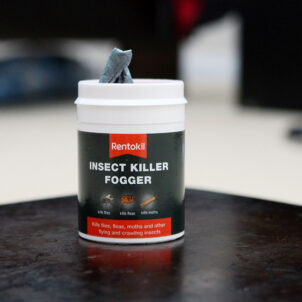 Rentokil
INSECT KILLER
FOGGER
kills flies kills fleas kills moths
Kills flies, fleas, moths and other
flying and crawling insects